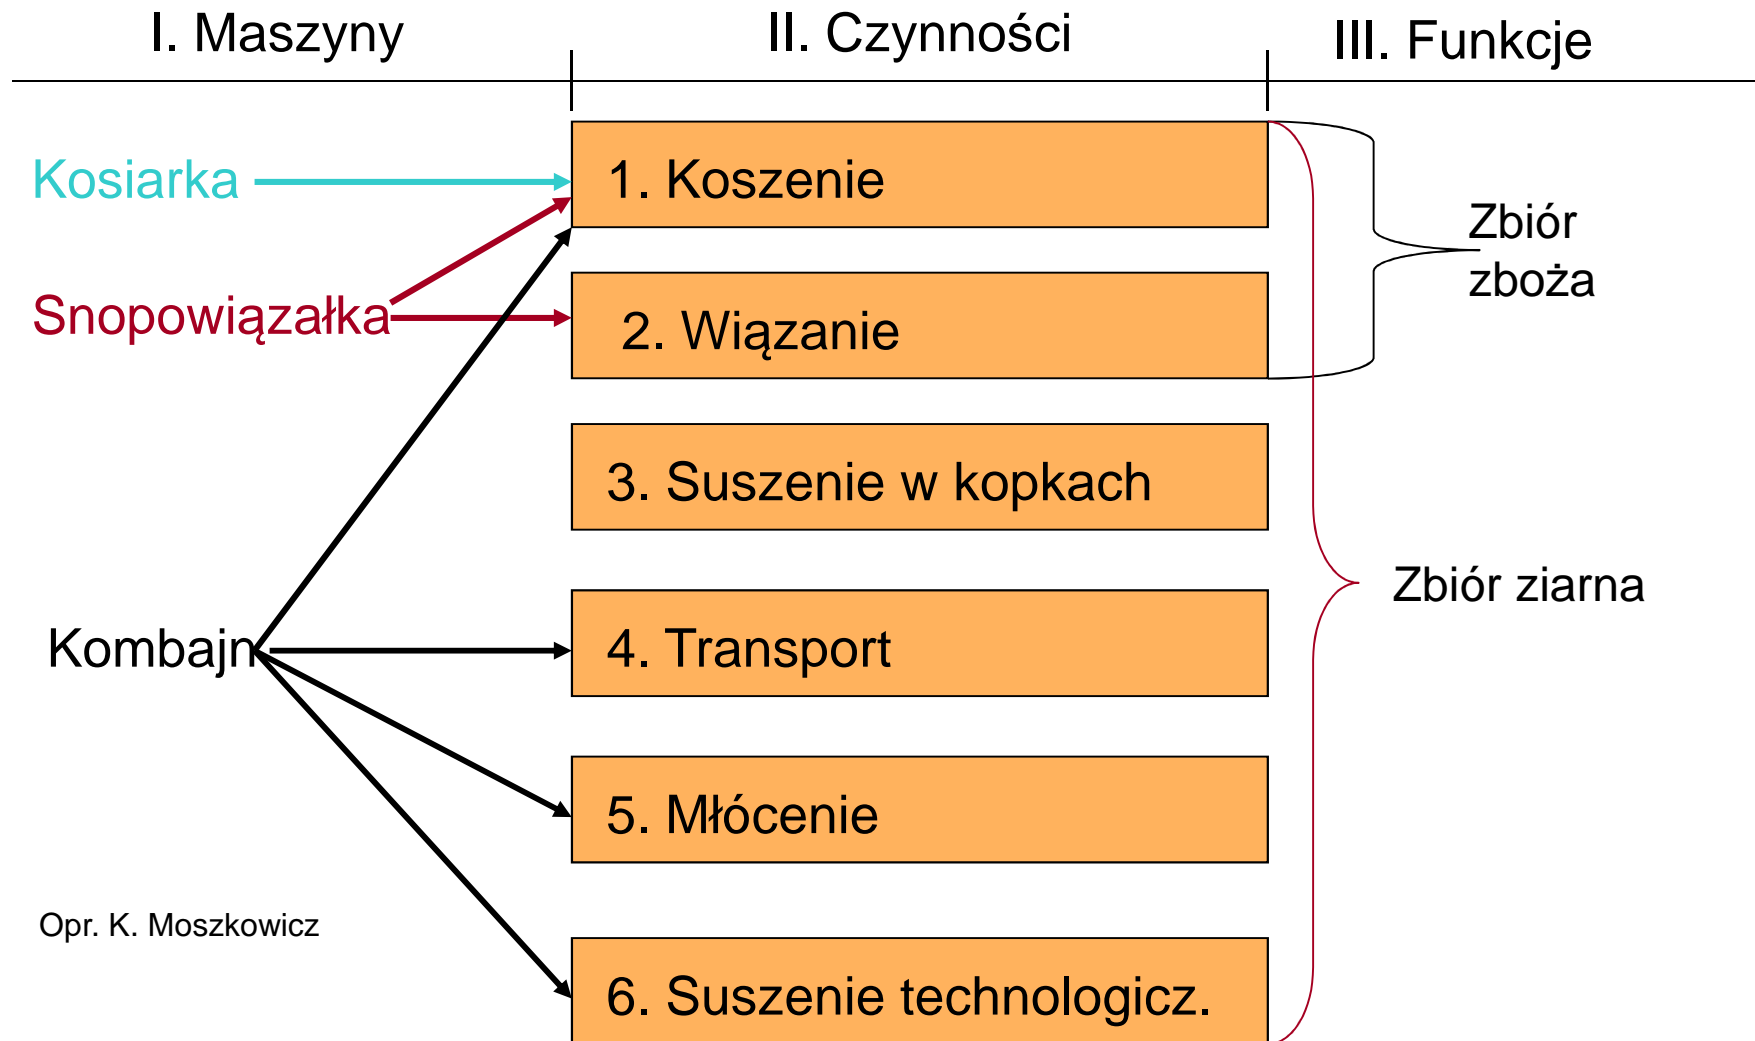 I. Maszyny
II. Czynności
III. Funkcje
Kosiarka
1. Koszenie
Zbiór
zboża
Snopowiązałka
2. Wiązanie
3. Suszenie w kopkach
Zbiór ziarna
Kombajn
4. Transport
5. Młócenie
Opr. K. Moszkowicz
6. Suszenie technologicz.